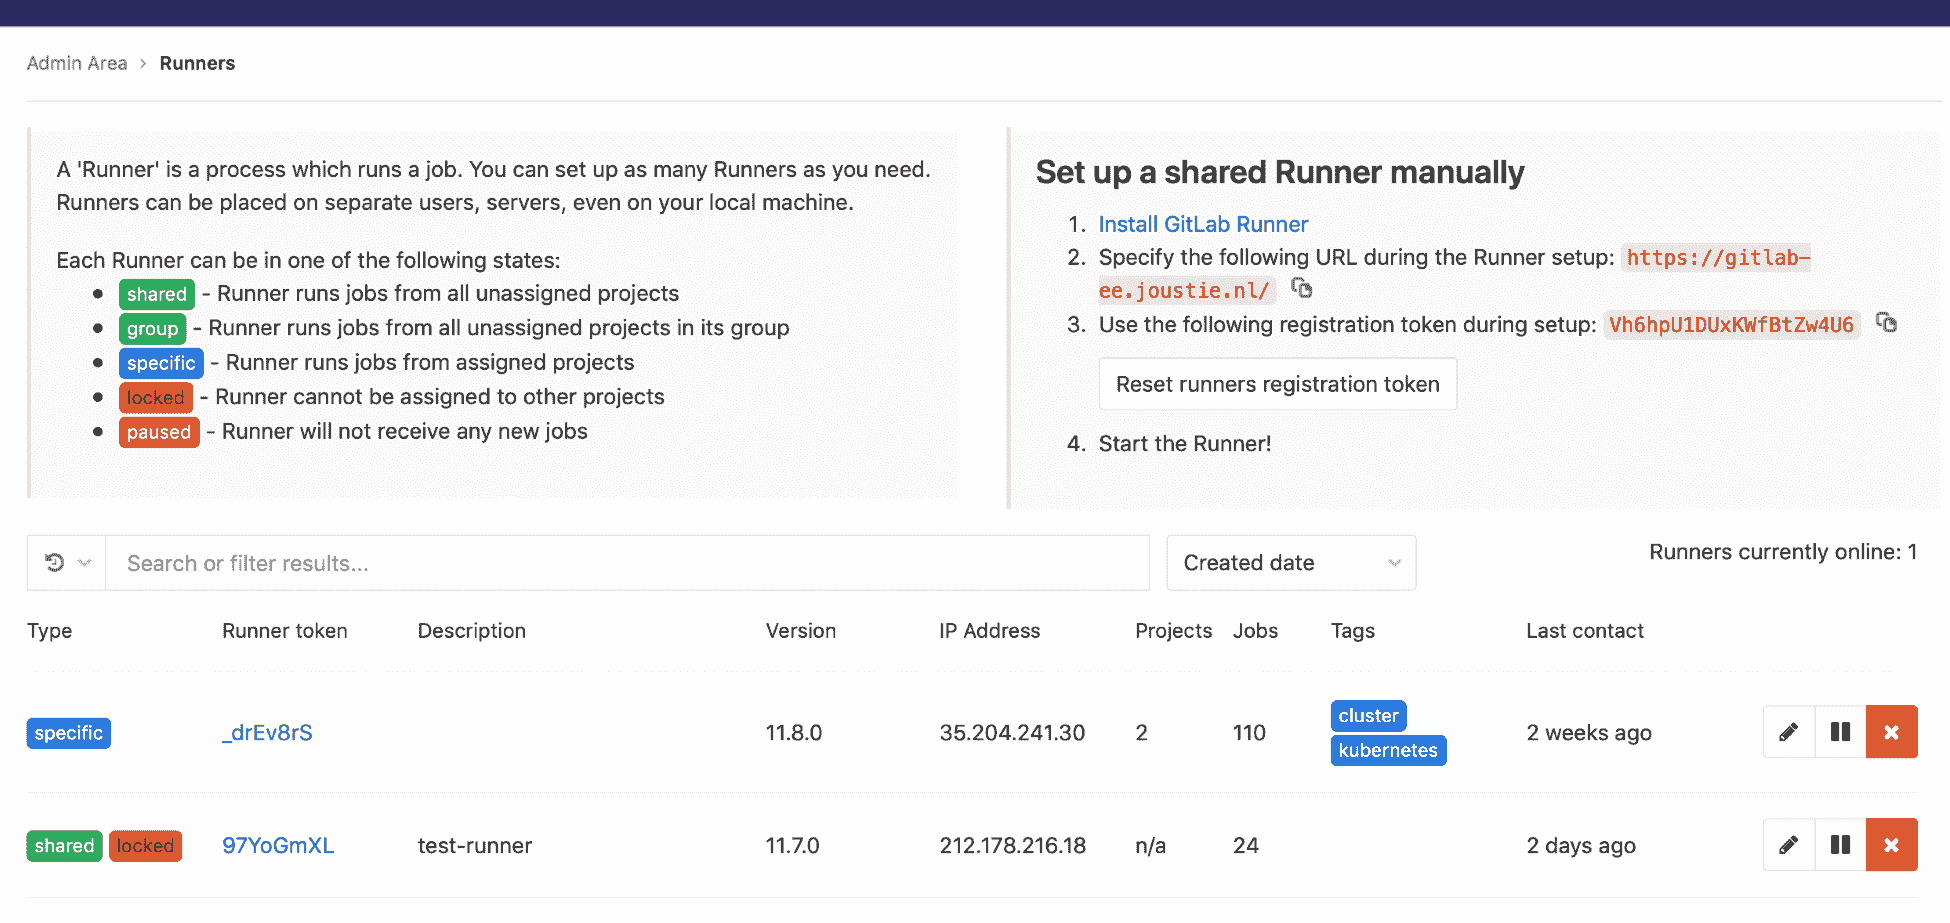 Admin Area › Runners
A 'Runner' is a process which runs a job. You can set up as many Runners as you need.
Runners can be placed on separate users, servers, even on your local machine.
Each Runner can be in one of the following states:
• shared - Runner runs jobs from all unassigned projects
• group - Runner runs jobs from all unassigned projects in its group
• specific - Runner runs jobs from assigned projects
• locked - Runner cannot be assigned to other projects
• paused - Runner will not receive any new jobs
Set up a shared Runner manually
1. Install GitLab Runner
2. Specify the following URL during the Runner setup: https://gitlab-
ee.joustie.nl/
3. Use the following registration token during setup: Vh6hpU1DUxKWfBtZw4U6
Reset runners registration token
4. Start the Runner!
Search or filter results...
Created date
Runners currently online: 1
Type Runner token Description Version IP Address Projects Jobs Tags Last contact
specific _drEv8rS 11.8.0 35.204.241.30 2 110 cluster kubernetes 2 weeks ago
shared locked 97YoGmXL test-runner 11.7.0 212.178.216.18 n/a 24 2 days ago